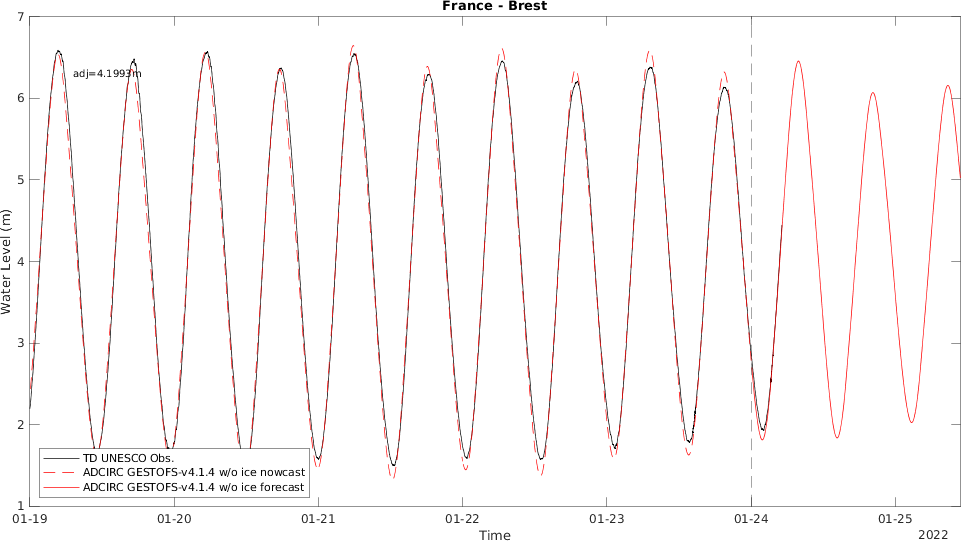 France - Brest
7
6
5
4
3
2
1
Water Level (m)
adj=4.1993m
TD UNESCO Obs.
ADCIRC GESTOFS-v4.1.4 w/o ice nowcast
ADCIRC GESTOFS-v4.1.4 w/o ice forecast
01-19 01-20 01-21 01-22 01-23 01-24 01-25
Time
2022